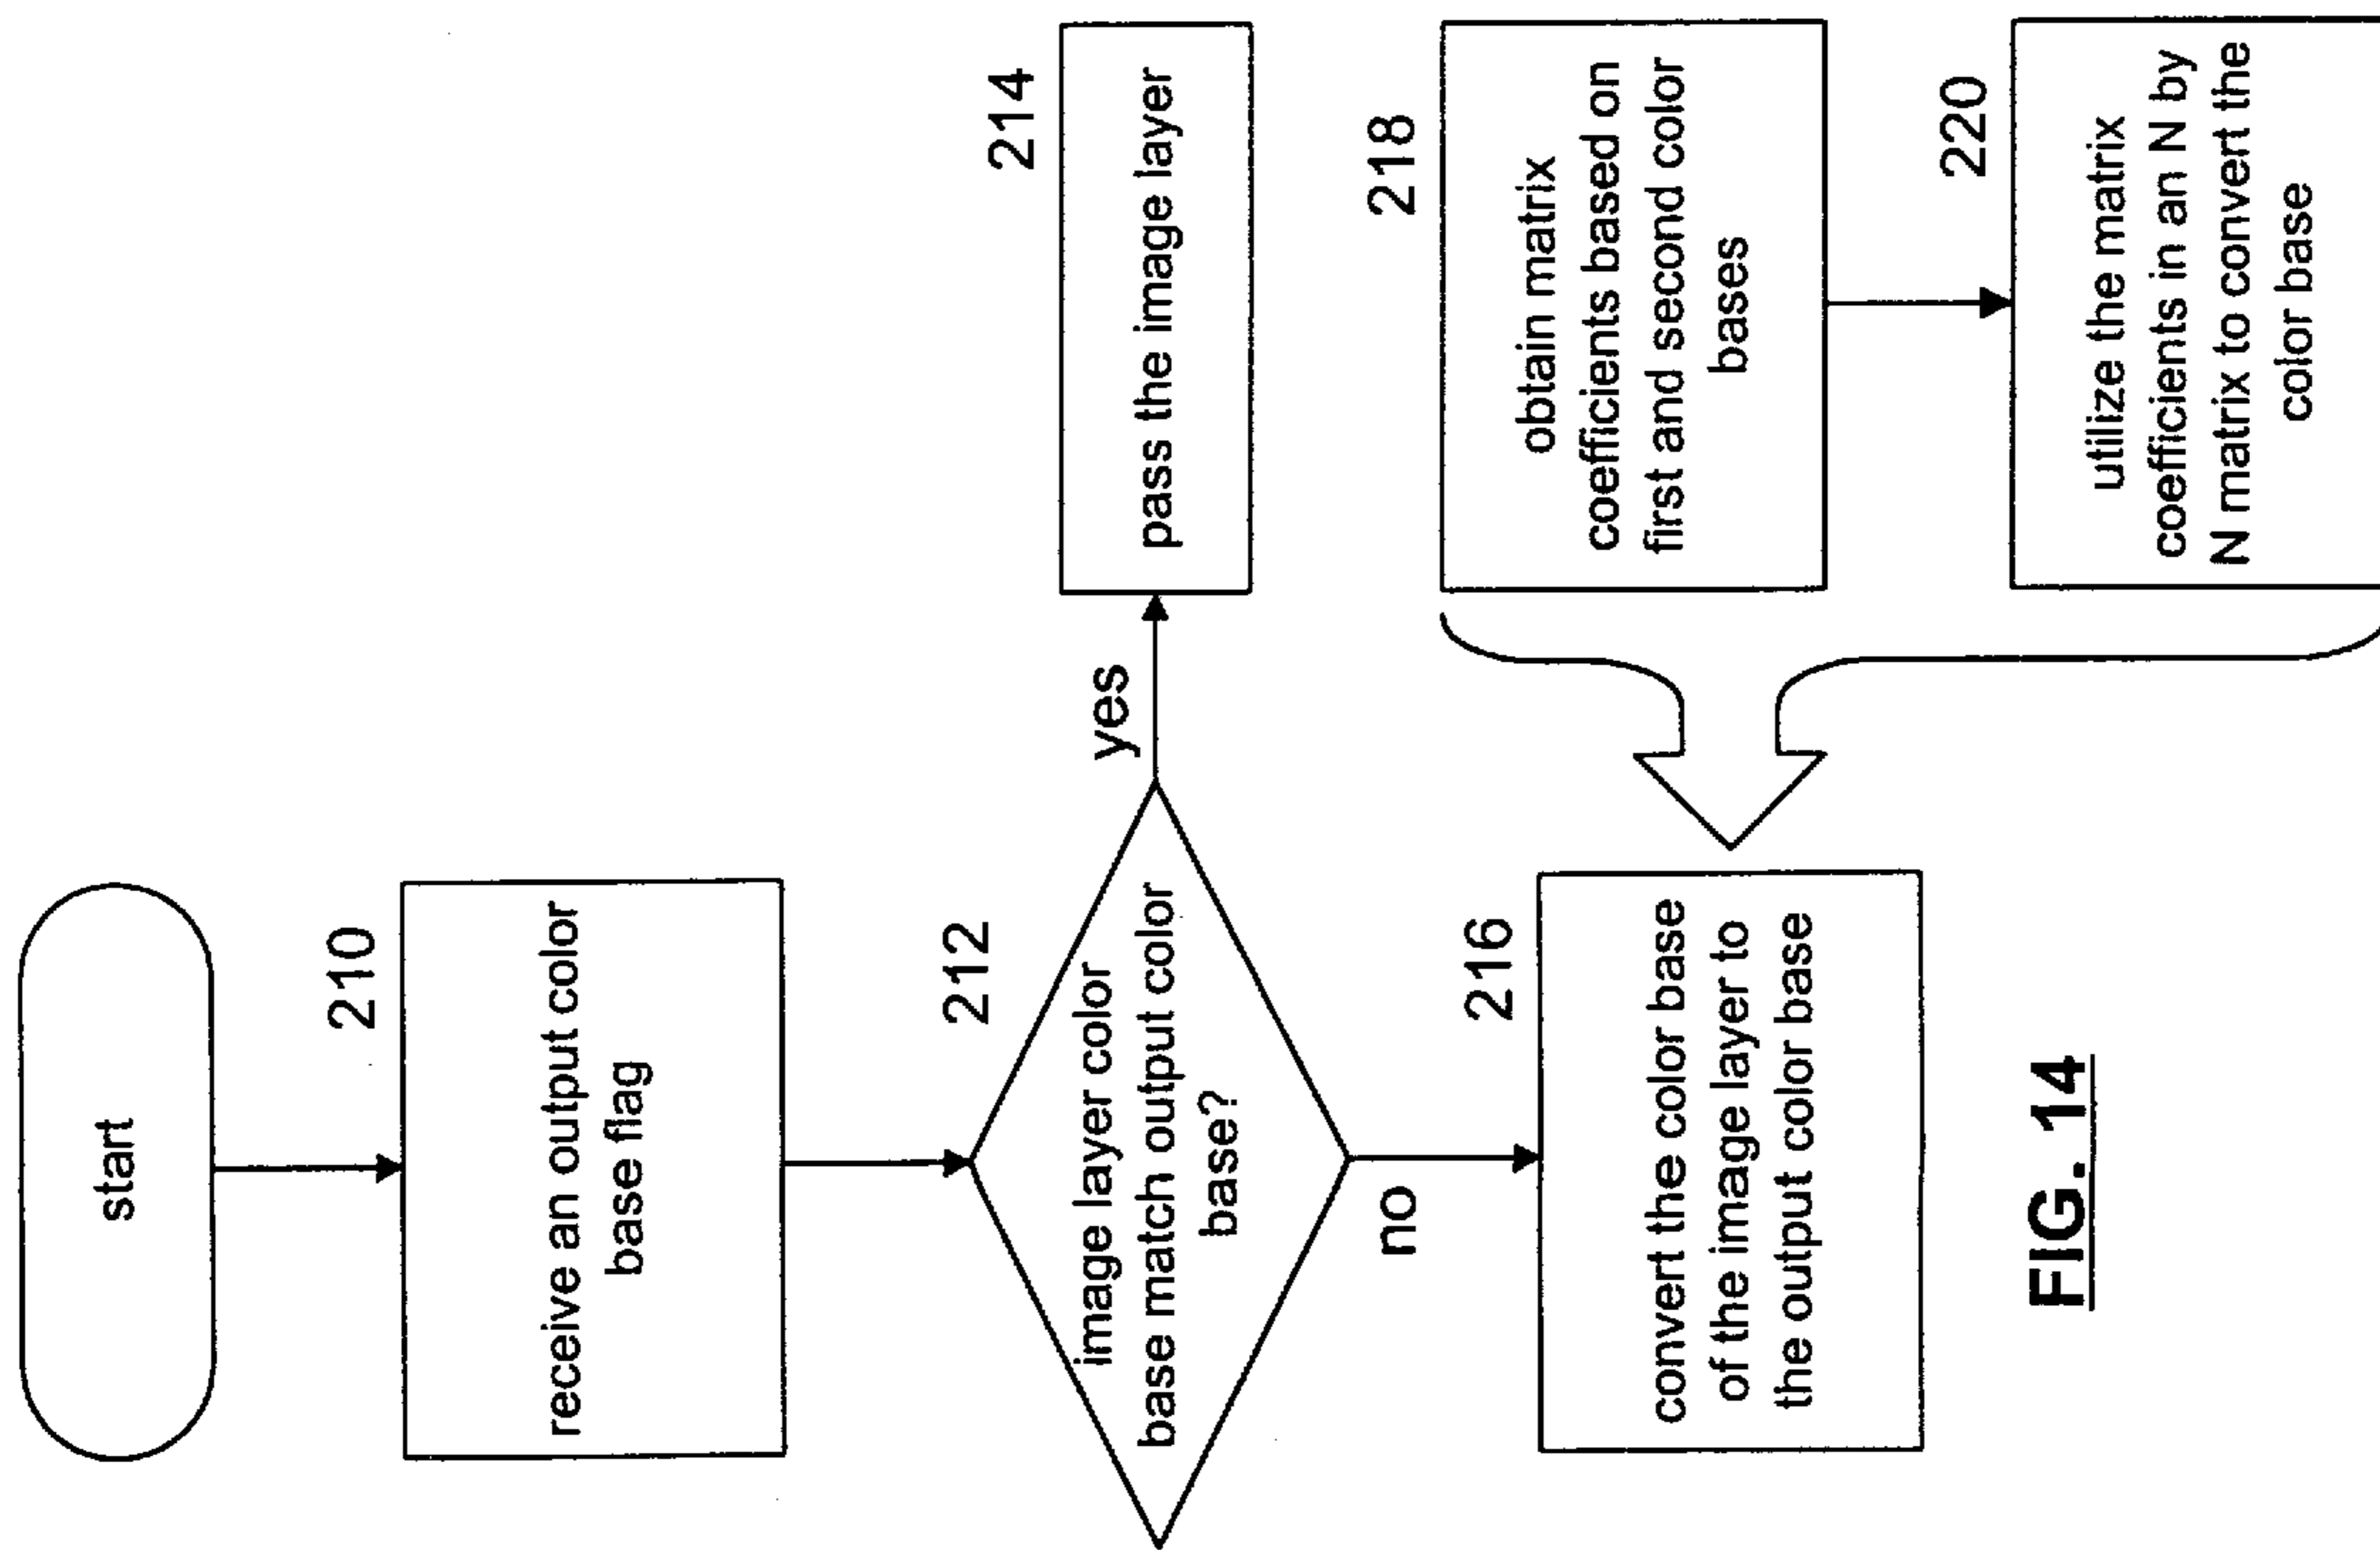 start
210
receive an output color
base flag
212
image layer color
base match output color
base?
yes
214
pass the image layer
no
216
convert the color base
of the image layer to
the output color base
218
obtain matrix
coefficients based on
first and second color
bases
220
utilize the matrix
coefficients in an N by
N matrix to convert the
color base
FIG. 14